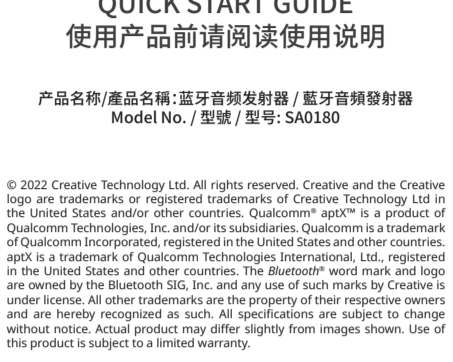 QUICK START GUIDE
使用产品前请阅读使用说明
产品名称/產品名稱：蓝牙音频发射器 / 藍牙音頻發射器
Model No. / 型號 / 型号: SA0180
© 2022 Creative Technology Ltd. All rights reserved. Creative and the Creative
logo are trademarks or registered trademarks of Creative Technology Ltd in
the United States and/or other countries. Qualcomm® aptX™ is a product of
Qualcomm Technologies, Inc. and/or its subsidiaries. Qualcomm is a trademark
of Qualcomm Incorporated, registered in the United States and other countries.
aptX is a trademark of Qualcomm Technologies International, Ltd., registered
in the United States and other countries. The Bluetooth® word mark and logo
are owned by the Bluetooth SIG, Inc. and any use of such marks by Creative is
under license. All other trademarks are the property of their respective owners
and are hereby recognized as such. All specifications are subject to change
without notice. Actual product may differ slightly from images shown. Use of
this product is subject to a limited warranty.